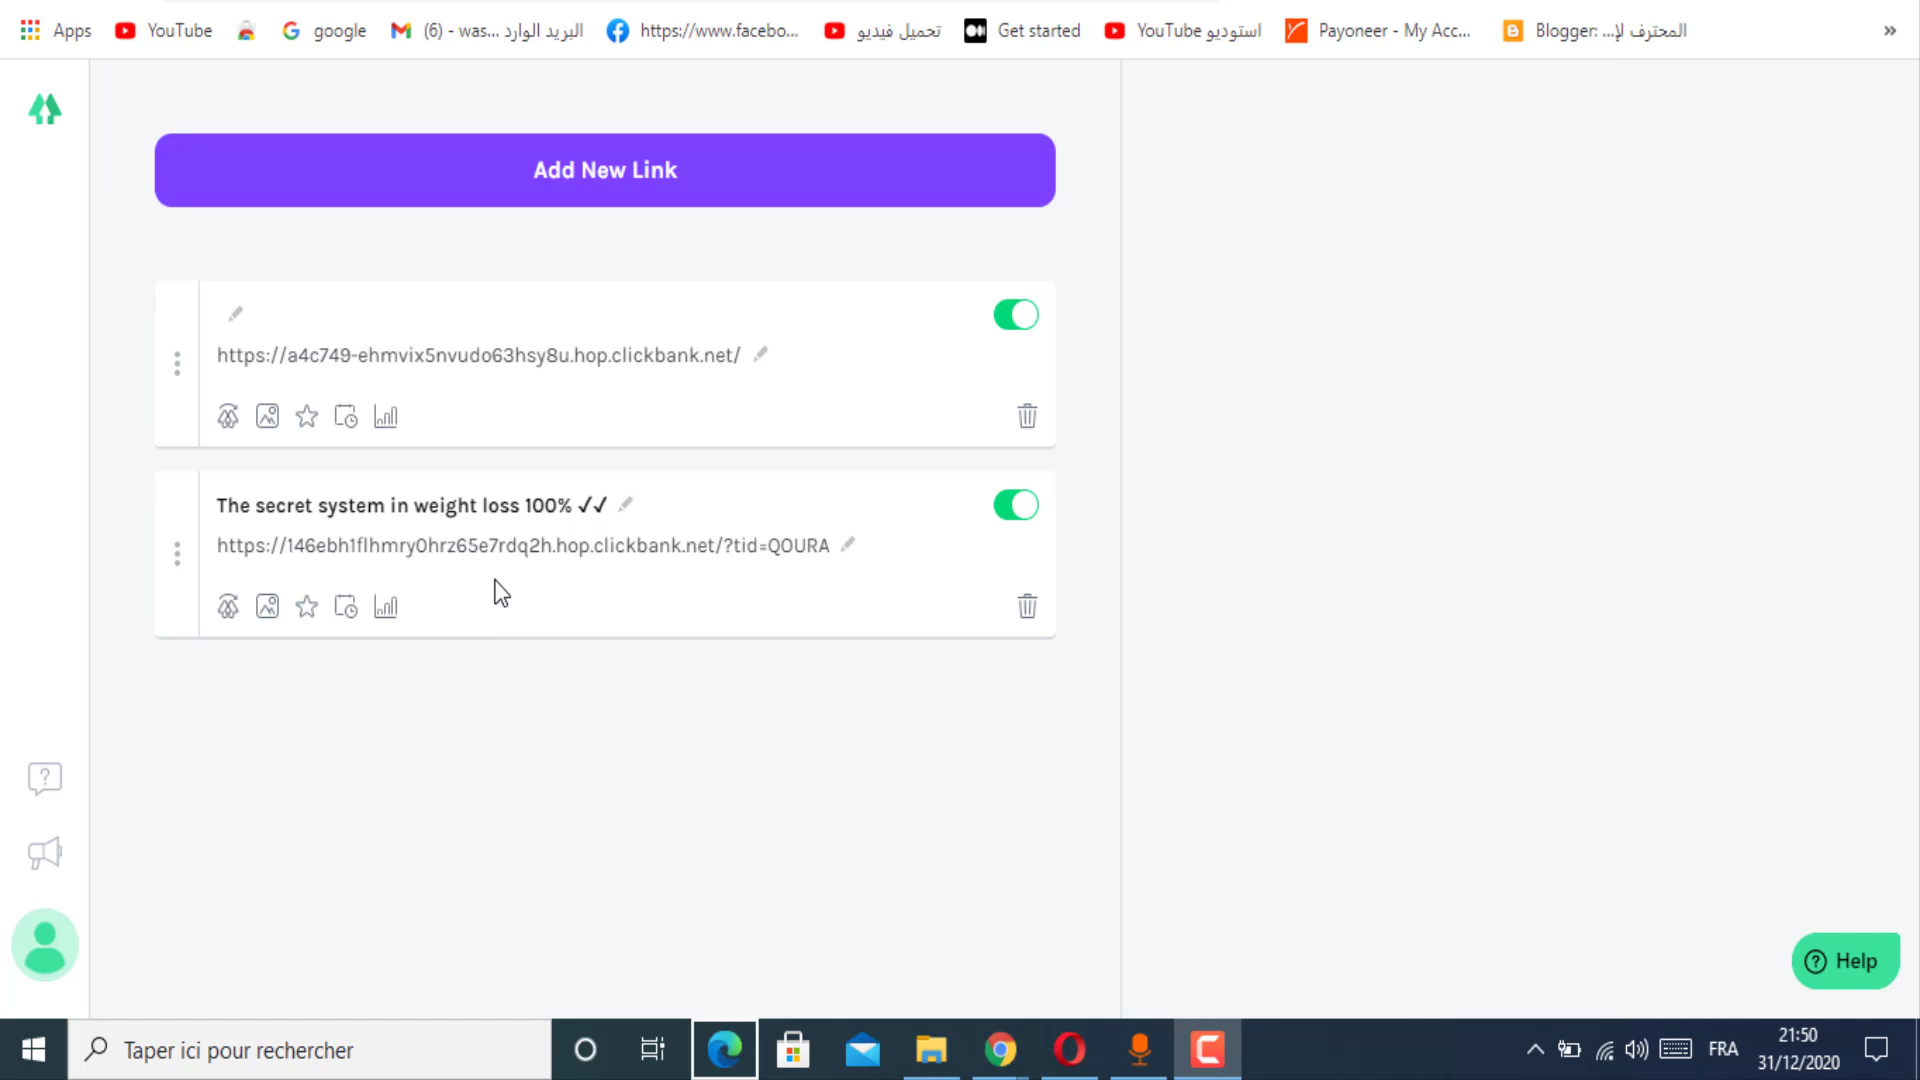 Apps YouTube google (6) - was... البريد الوارد https://www.facebo... تحميل فيديو Get started YouTube استوديو Payoneer - My Acc... Blogger: ...المحترف لإ »
Add New Link
https://a4c749-ehmvix5nvudo63hsy8u.hop.clickbank.net/
The secret system in weight loss 100% ✓✓
https://146ebh1flhmry0hrz65e7rdq2h.hop.clickbank.net/?tid=QOURA
Help
Taper ici pour rechercher
FRA
21:50
31/12/2020